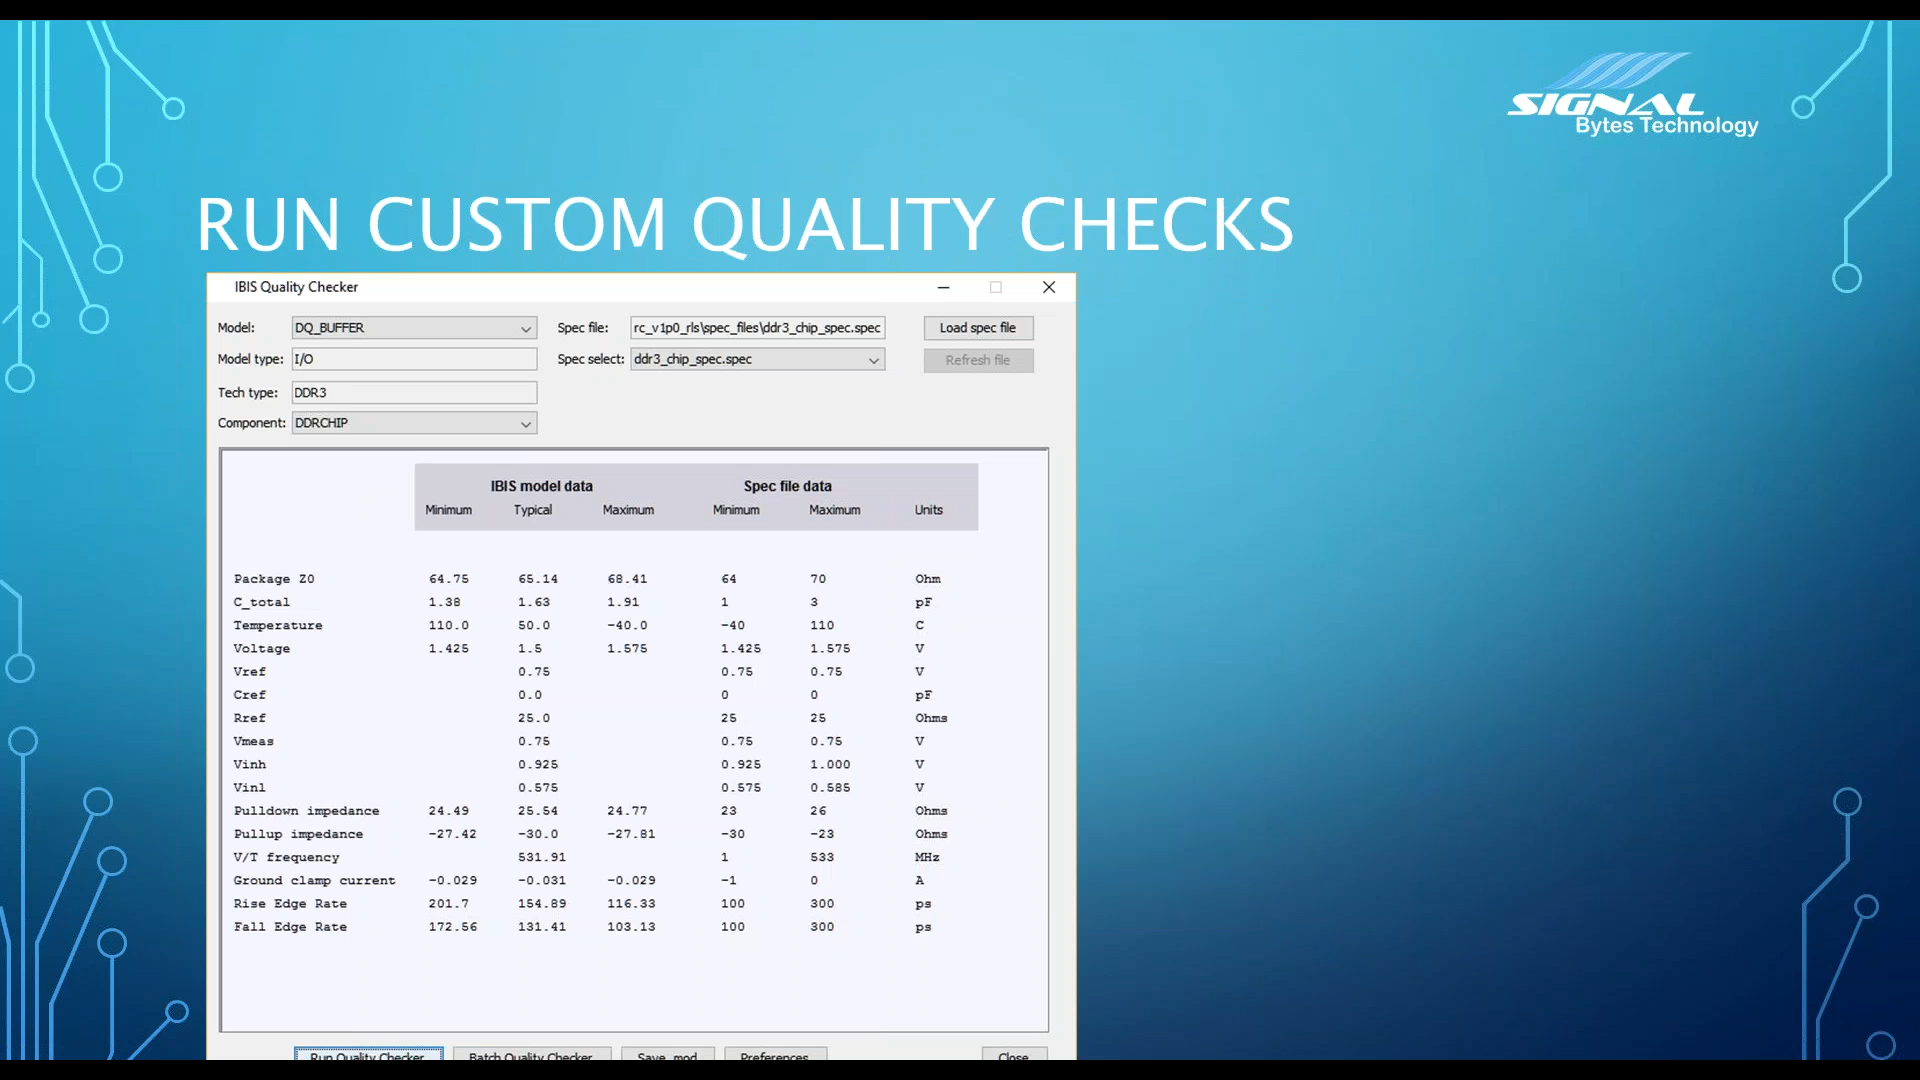 SIGNAL
Bytes Technology
RUN CUSTOM QUALITY CHECKS
IBIS Quality Checker
Model: DQ_BUFFER Spec file: rc_v1p0_rls\spec_files\ddr3_chip_spec.spec Load spec file
Model type: I/O Spec select: ddr3_chip_spec.spec Refresh file
Tech type: DDR3
Component: DDRCHIP
IBIS model data Spec file data
Minimum Typical Maximum Minimum Maximum Units
Package Z0 64.75 65.14 68.41 64 70 Ohm
C_total 1.38 1.63 1.91 1 3 pF
Temperature 110.0 50.0 -40.0 -40 110 C
Voltage 1.425 1.5 1.575 1.425 1.575 V
Vref 0.75 0.75 0.75 V
Cref 0.0 0 0 pF
Rref 25.0 25 25 Ohms
Vmeas 0.75 0.75 0.75 V
Vinh 0.925 0.925 1.000 V
Vinl 0.575 0.575 0.585 V
Pulldown impedance 24.49 25.54 24.77 23 26 Ohms
Pullup impedance -27.42 -30.0 -27.81 -30 -23 Ohms
V/T frequency 531.91 1 533 MHz
Ground clamp current -0.029 -0.031 -0.029 -1 0 A
Rise Edge Rate 201.7 154.89 116.33 100 300 ps
Fall Edge Rate 172.56 131.41 103.13 100 300 ps
Run Quality Checker Batch Quality Checker Save .mod Preferences Close